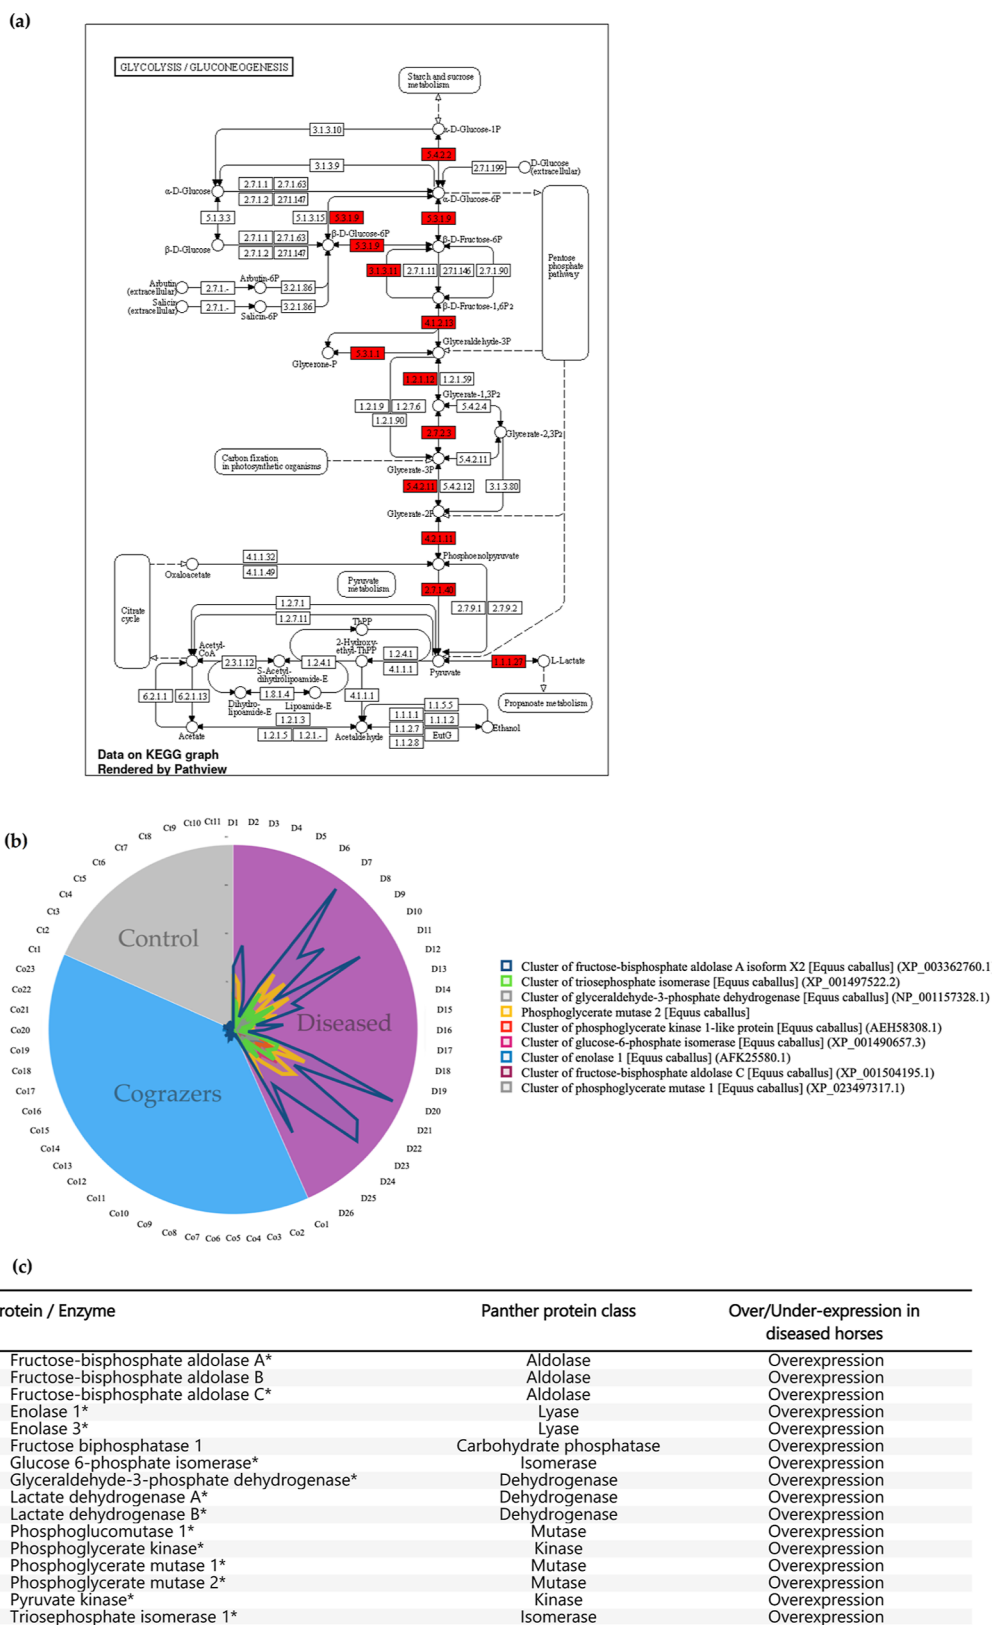 (a)
GLYCOLYSIS / GLUCONEOGENESIS
Starch and sucrose
metabolism
3.1.3.10
α-D-Glucose-1P
5.4.2.2
3.1.3.9
2.7.1.199
D-Glucose
(extracellular)
α-D-Glucose
2.7.1.1
2.7.1.63
2.7.1.2
2.7.1.147
α-D-Glucose-6P
5.1.3.3
5.1.3.15
5.3.1.9
5.3.1.9
β-D-Glucose-6P
β-D-Glucose
2.7.1.1
2.7.1.63
2.7.1.2
2.7.1.147
5.3.1.9
β-D-Fructose-6P
3.1.3.11
2.7.1.11
2.7.1.146
2.7.1.90
Pentose
phosphate
pathway
Arbutin
(extracellular)
2.7.1.-
Arbutin-6P
3.2.1.86
Salicin
(extracellular)
2.7.1.-
Salicin-6P
3.2.1.86
β-D-Fructose-1,6P2
4.1.2.13
Glyceraldehyde-3P
Glycerone-P
5.3.1.1
1.2.1.12
1.2.1.59
Glycerate-1,3P2
1.2.1.9
1.2.7.6
1.2.1.90
5.4.2.4
2.7.2.3
Glycerate-2,3P2
Carbon fixation
in photosynthetic organisms
Glycerate-3P
5.4.2.11
5.4.2.11
5.4.2.12
3.1.3.80
Glycerate-2P
4.2.1.11
Oxaloacetate
4.1.1.32
4.1.1.49
Phosphoenolpyruvate
Pyruvate
metabolism
2.7.1.40
Citrate
cycle
1.2.7.1
1.2.7.11
2.7.9.1
2.7.9.2
ThPP
Acetyl-
CoA
2-Hydroxy-
ethyl-ThPP
2.3.1.12
S-Acetyl-
dihydrolipoamide-E
1.2.4.1
1.2.4.1
4.1.1.1
Pyruvate
1.1.1.27
L-Lactate
6.2.1.1
6.2.1.13
1.8.1.4
Dihydro-
lipoamide-E
Lipoamide-E
4.1.1.1
Propanoate metabolism
Acetate
1.2.1.3
1.2.1.5
1.2.1.-
Acetaldehyde
1.1.5.5
1.1.1.1
1.1.1.2
1.1.2.7
EutG
1.1.2.8
Ethanol
Data on KEGG graph
Rendered by Pathview
(b)
D1
D2
D3
D4
D5
D6
D7
D8
D9
D10
D11
D12
D13
D14
D15
D16
D17
D18
D19
D20
D21
D22
D23
D24
D25
D26
Co1
Co2
Co3
Co4
Co5
Co6
Co7
Co8
Co9
Co10
Co11
Co12
Co13
Co14
Co15
Co16
Co17
Co18
Co19
Co20
Co21
Co22
Co23
Ct1
Ct2
Ct3
Ct4
Ct5
Ct6
Ct7
Ct8
Ct9
Ct10
Ct11
Control
Diseased
Cograzers
Cluster of fructose-bisphosphate aldolase A isoform X2 [Equus caballus] (XP_003362760.1
Cluster of triosephosphate isomerase [Equus caballus] (XP_001497522.2)
Cluster of glyceraldehyde-3-phosphate dehydrogenase [Equus caballus] (NP_001157328.1)
Phosphoglycerate mutase 2 [Equus caballus]
Cluster of phosphoglycerate kinase 1-like protein [Equus caballus] (AEH58308.1)
Cluster of glucose-6-phosphate isomerase [Equus caballus] (XP_001490657.3)
Cluster of enolase 1 [Equus caballus] (AFK25580.1)
Cluster of fructose-bisphosphate aldolase C [Equus caballus] (XP_001504195.1)
Cluster of phosphoglycerate mutase 1 [Equus caballus] (XP_023497317.1)
(c)
rotein / Enzyme Panther protein class Over/Under-expression in
diseased horses
Fructose-bisphosphate aldolase A* Aldolase Overexpression
Fructose-bisphosphate aldolase B Aldolase Overexpression
Fructose-bisphosphate aldolase C* Aldolase Overexpression
Enolase 1* Lyase Overexpression
Enolase 3* Lyase Overexpression
Fructose biphosphatase 1 Carbohydrate phosphatase Overexpression
Glucose 6-phosphate isomerase* Isomerase Overexpression
Glyceraldehyde-3-phosphate dehydrogenase* Dehydrogenase Overexpression
Lactate dehydrogenase A* Dehydrogenase Overexpression
Lactate dehydrogenase B* Dehydrogenase Overexpression
Phosphoglucomutase 1* Mutase Overexpression
Phosphoglycerate kinase* Kinase Overexpression
Phosphoglycerate mutase 1* Mutase Overexpression
Phosphoglycerate mutase 2* Mutase Overexpression
Pyruvate kinase* Kinase Overexpression
Triosephosphate isomerase 1* Isomerase Overexpression